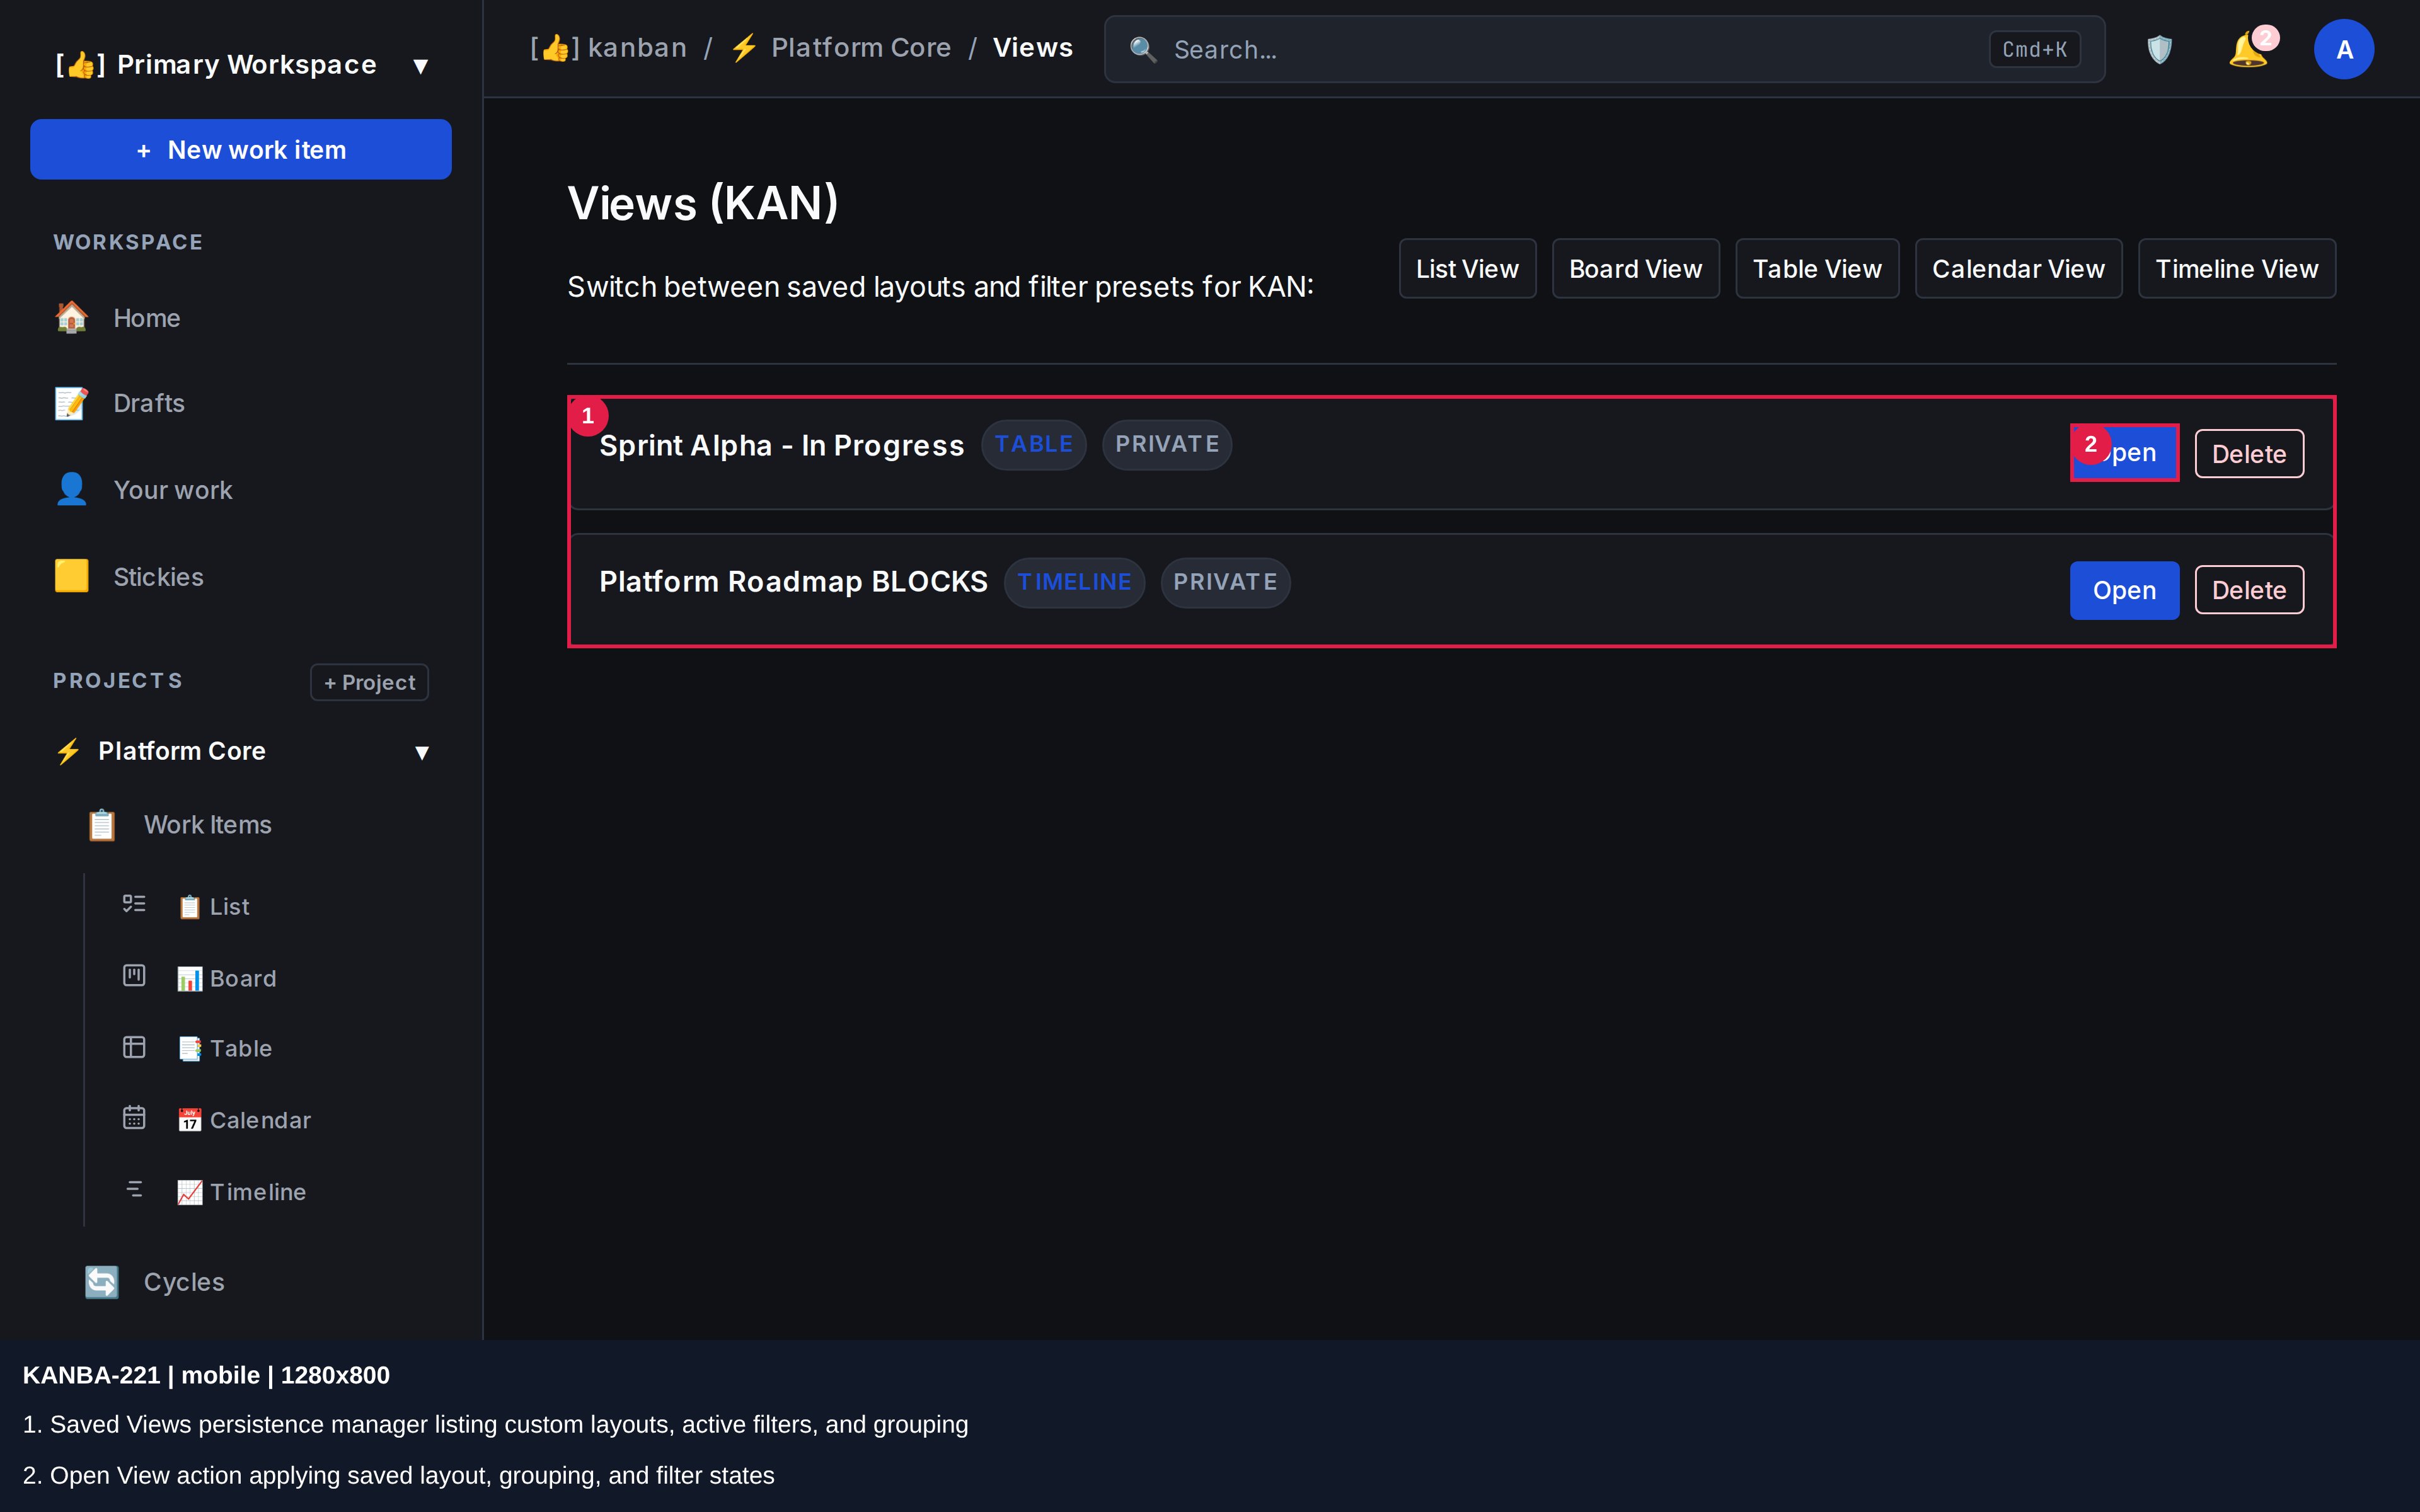 [👍] Primary Workspace ▼
+ New work item
WORKSPACE
🏠 Home
📝 Drafts
👤 Your work
🟨 Stickies
PROJECTS + Project
⚡ Platform Core ▼
📋 Work Items
📋 List
📊 Board
📑 Table
📅 Calendar
📈 Timeline
🔄 Cycles
[👍] kanban / ⚡ Platform Core / Views
🔍 Search... Cmd+K
🛡️ 🔔 2 A
Views (KAN)
Switch between saved layouts and filter presets for KAN:
List View Board View Table View Calendar View Timeline View
1
Sprint Alpha - In Progress TABLE PRIVATE 2 pen Delete
Platform Roadmap BLOCKS TIMELINE PRIVATE Open Delete
KANBA-221 | mobile | 1280x800
1. Saved Views persistence manager listing custom layouts, active filters, and grouping
2. Open View action applying saved layout, grouping, and filter states